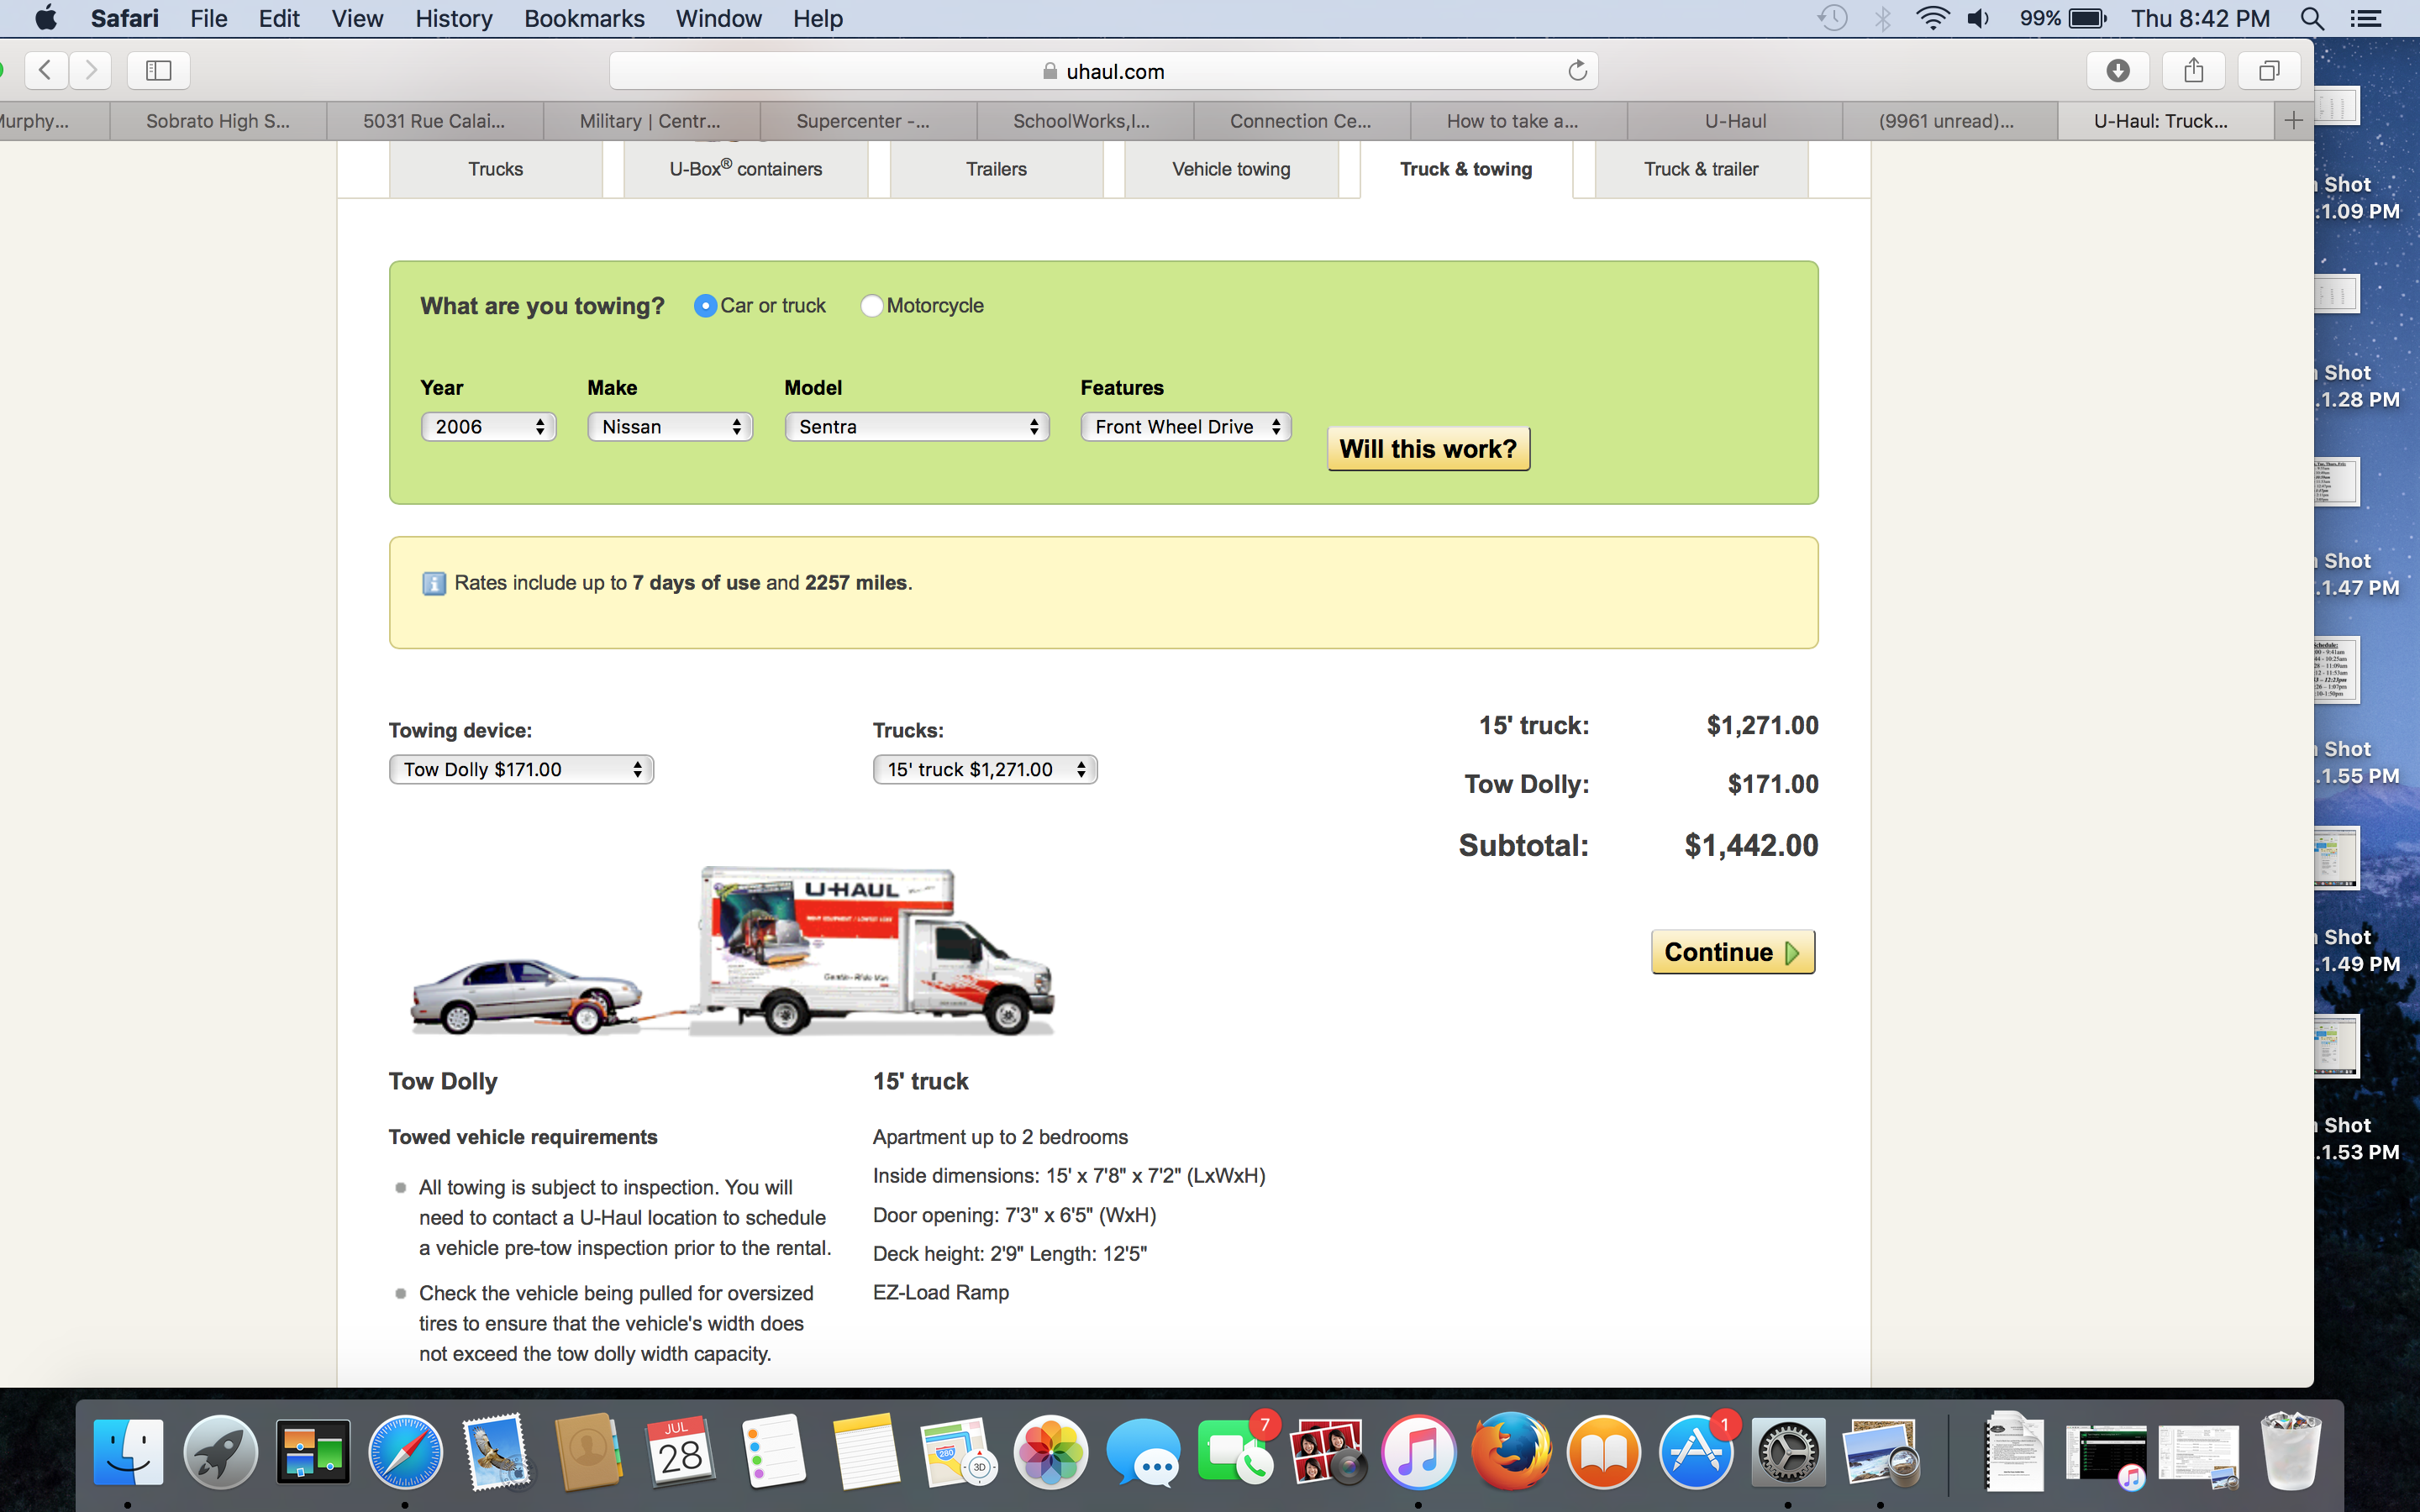 Safari File Edit View History Bookmarks Window Help 99% Thu 8:42 PM
uhaul.com
Murphy... Sobrato High S... 5031 Rue Calai... Military | Centr... Supercenter -... SchoolWorks,I... Connection Ce... How to take a... U-Haul (9961 unread)... U-Haul: Truck...
Trucks U-Box® containers Trailers Vehicle towing Truck & towing Truck & trailer
What are you towing? Car or truck Motorcycle
Year Make Model Features
2006 Nissan Sentra Front Wheel Drive
Will this work?
Rates include up to 7 days of use and 2257 miles.
Towing device: Trucks:
Tow Dolly $171.00 15' truck $1,271.00
15' truck: $1,271.00
Tow Dolly: $171.00
Subtotal: $1,442.00
Continue
U-HAUL
Tow Dolly
Towed vehicle requirements
All towing is subject to inspection. You will
need to contact a U-Haul location to schedule
a vehicle pre-tow inspection prior to the rental.
Check the vehicle being pulled for oversized
tires to ensure that the vehicle's width does
not exceed the tow dolly width capacity.
15' truck
Apartment up to 2 bedrooms
Inside dimensions: 15' x 7'8" x 7'2" (LxWxH)
Door opening: 7'3" x 6'5" (WxH)
Deck height: 2'9" Length: 12'5"
EZ-Load Ramp
Shot
.1.09 PM
Shot
.1.28 PM
Shot
.1.47 PM
Shot
.1.55 PM
Shot
.1.49 PM
Shot
.1.53 PM
JUL
28
280
3D
7
1